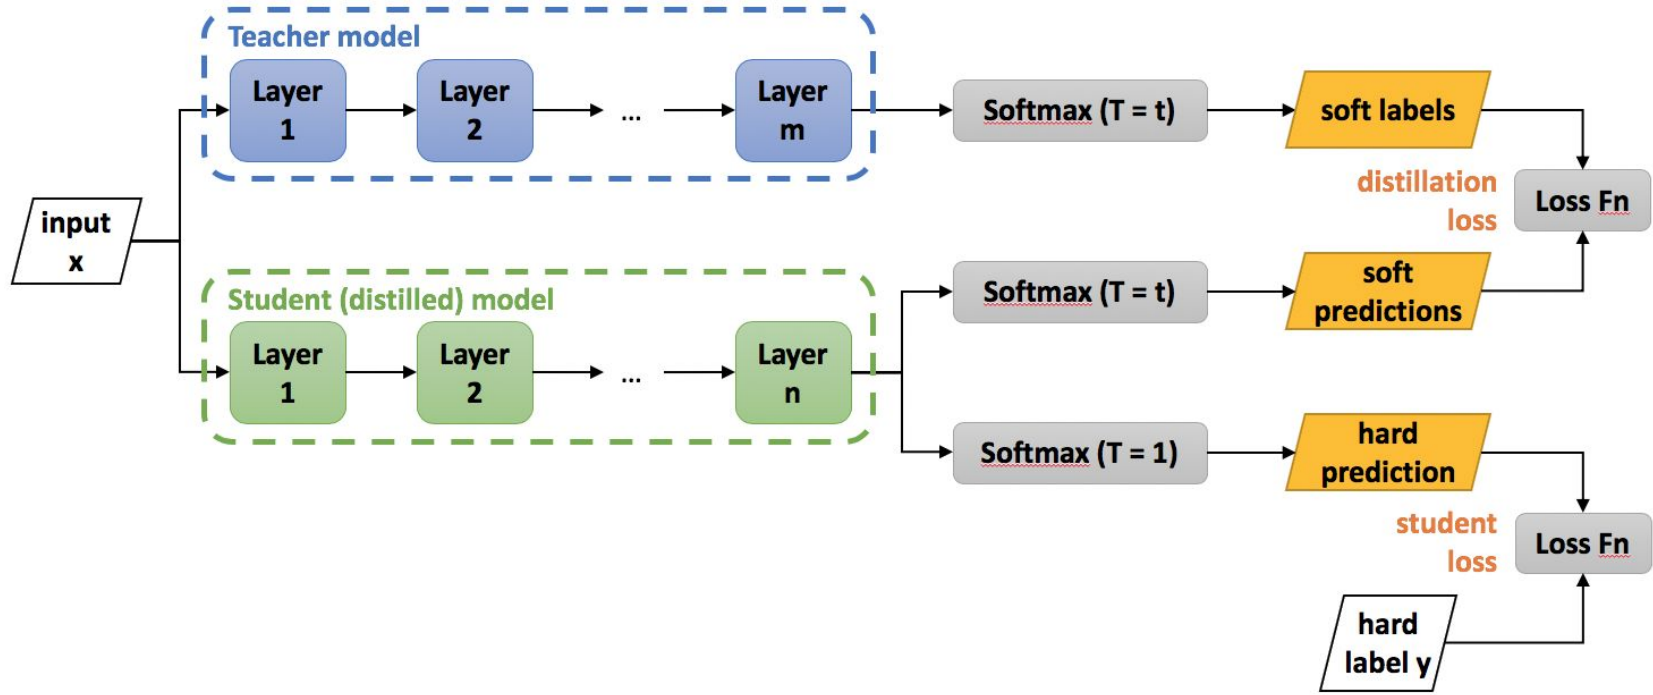 Teacher model
Layer
1
Layer
2
...
Layer
m
Softmax (T = t)
soft labels
distillation
loss
Loss Fn
input
x
Student (distilled) model
Layer
1
Layer
2
...
Layer
n
Softmax (T = t)
soft
predictions
Softmax (T = 1)
hard
prediction
student
loss
Loss Fn
hard
label y